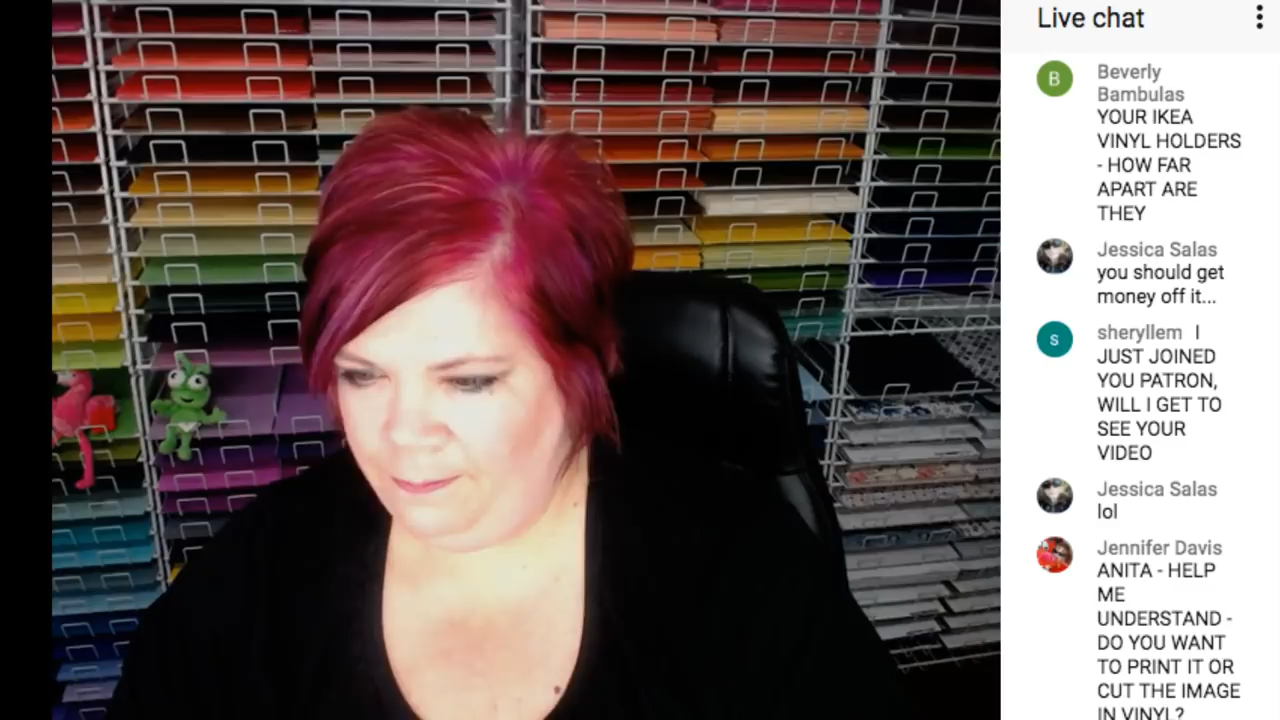 Live chat
B
Beverly
Bambulas
YOUR IKEA
VINYL HOLDERS
- HOW FAR
APART ARE
THEY
Jessica Salas
you should get
money off it...
s
sheryllem I
JUST JOINED
YOU PATRON,
WILL I GET TO
SEE YOUR
VIDEO
Jessica Salas
lol
Jennifer Davis
ANITA - HELP
ME
UNDERSTAND -
DO YOU WANT
TO PRINT IT OR
CUT THE IMAGE
IN VINYL?